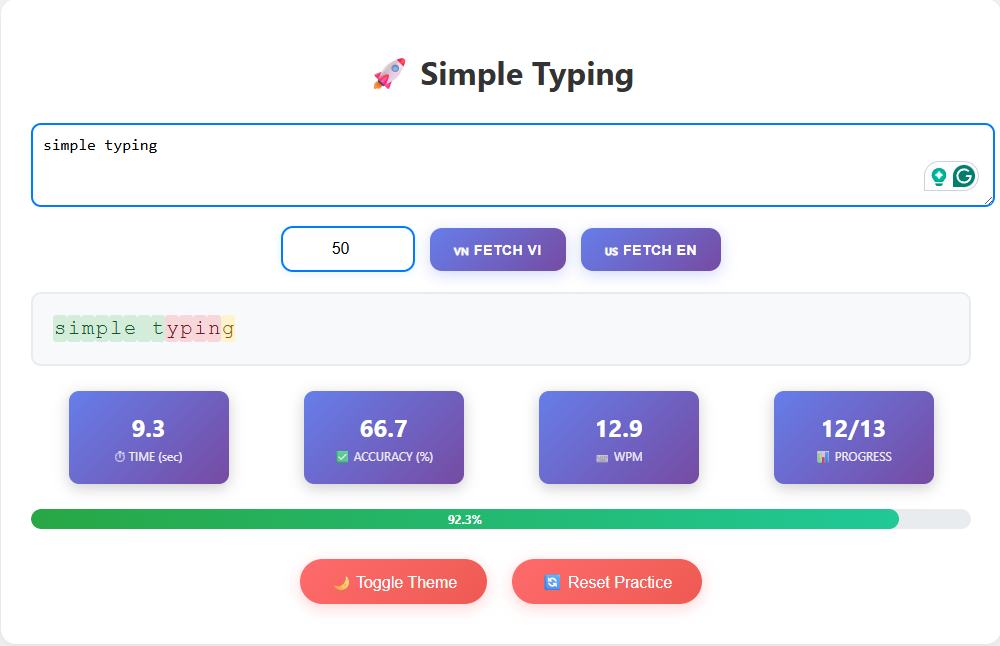 🚀 Simple Typing
simple typing
50 VN FETCH VI US FETCH EN
simple typing
9.3 66.7 12.9 12/13
⏱ TIME (sec) ✅ ACCURACY (%) ⌨ WPM 📊 PROGRESS
92.3%
🌙 Toggle Theme 🔄 Reset Practice